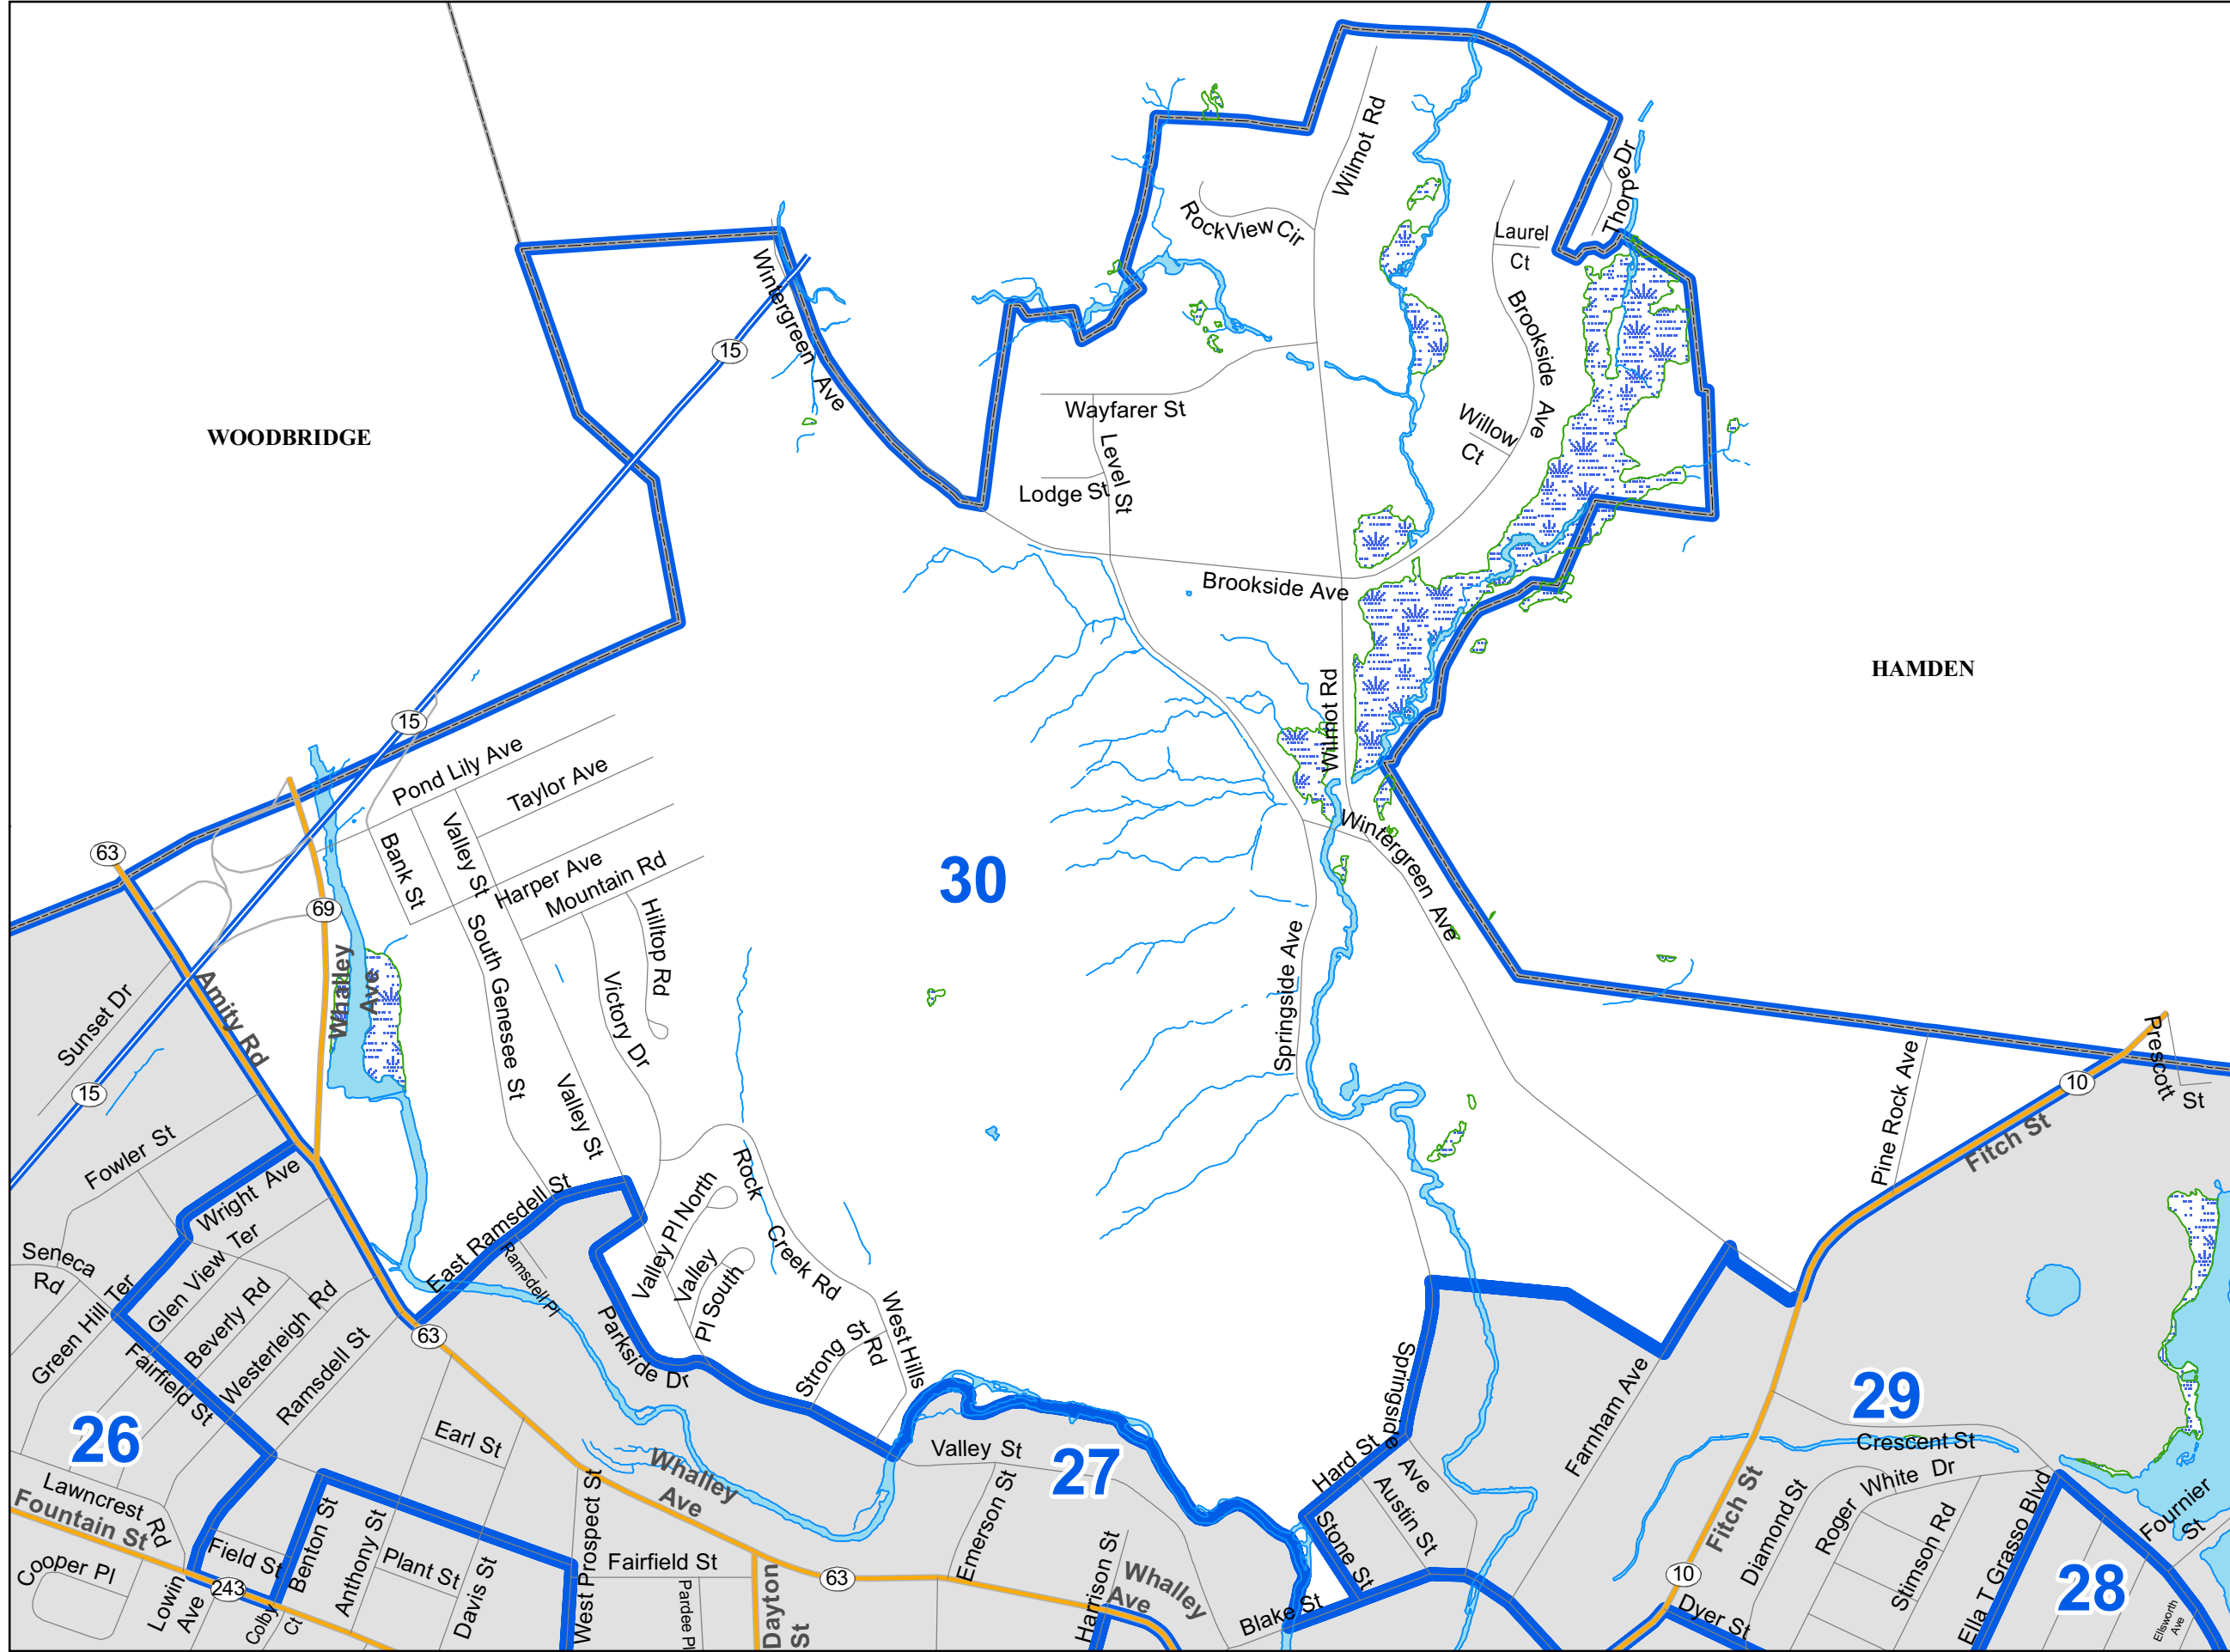 Wilmot Rd
Thorpe Dr
RockView Cir
Laurel
Ct
Wintergreen Ave
15
Brookside Ave
WOODBRIDGE
Wayfarer St
Willow
Ct
Level St
Lodge St
Brookside Ave
HAMDEN
Wilmot Rd
15
Pond Lily Ave
Taylor Ave
63
Bank St
Valley St
Harper Ave
Mountain Rd
30
Wintergreen Ave
69
Hilltop Rd
South Genesee St
Whalley
Ave
Amity Rd
Sunset Dr
Victory Dr
Springside Ave
Prescott
St
10
Pine Rock Ave
Fitch St
15
Valley St
Fowler St
Wright Ave
East Ramsdell St
Ramsdell Pl
Valley Pl North
Rock
Creek Rd
Valley
Pl South
Seneca
Rd
Green Hill Ter
Glen View Ter
Beverly Rd
Westerleigh Rd
Ramsdell St
Fairfield St
63
Parkside Dr
Strong St
West Hills
Rd
26
29
27
28
Springside
Ave
Hard St
Farnham Ave
Crescent St
Earl St
Valley St
Whalley
Ave
Lawncrest
Rd
Fountain St
Cooper Pl
Field St
Benton St
Anthony St
Plant St
Davis St
West Prospect St
Fairfield St
63
Emerson St
Harrison St
Whalley
Ave
Austin St
Stone St
Blake St
Fitch St
10
Dyer St
Diamond St
Roger
White Dr
Stimson Rd
Ella T Grasso Blvd
Fournier
St
Ellsworth
Ave
Lowin
Ave
243
Colby
Ct
Pardee Pl
Dayton
St